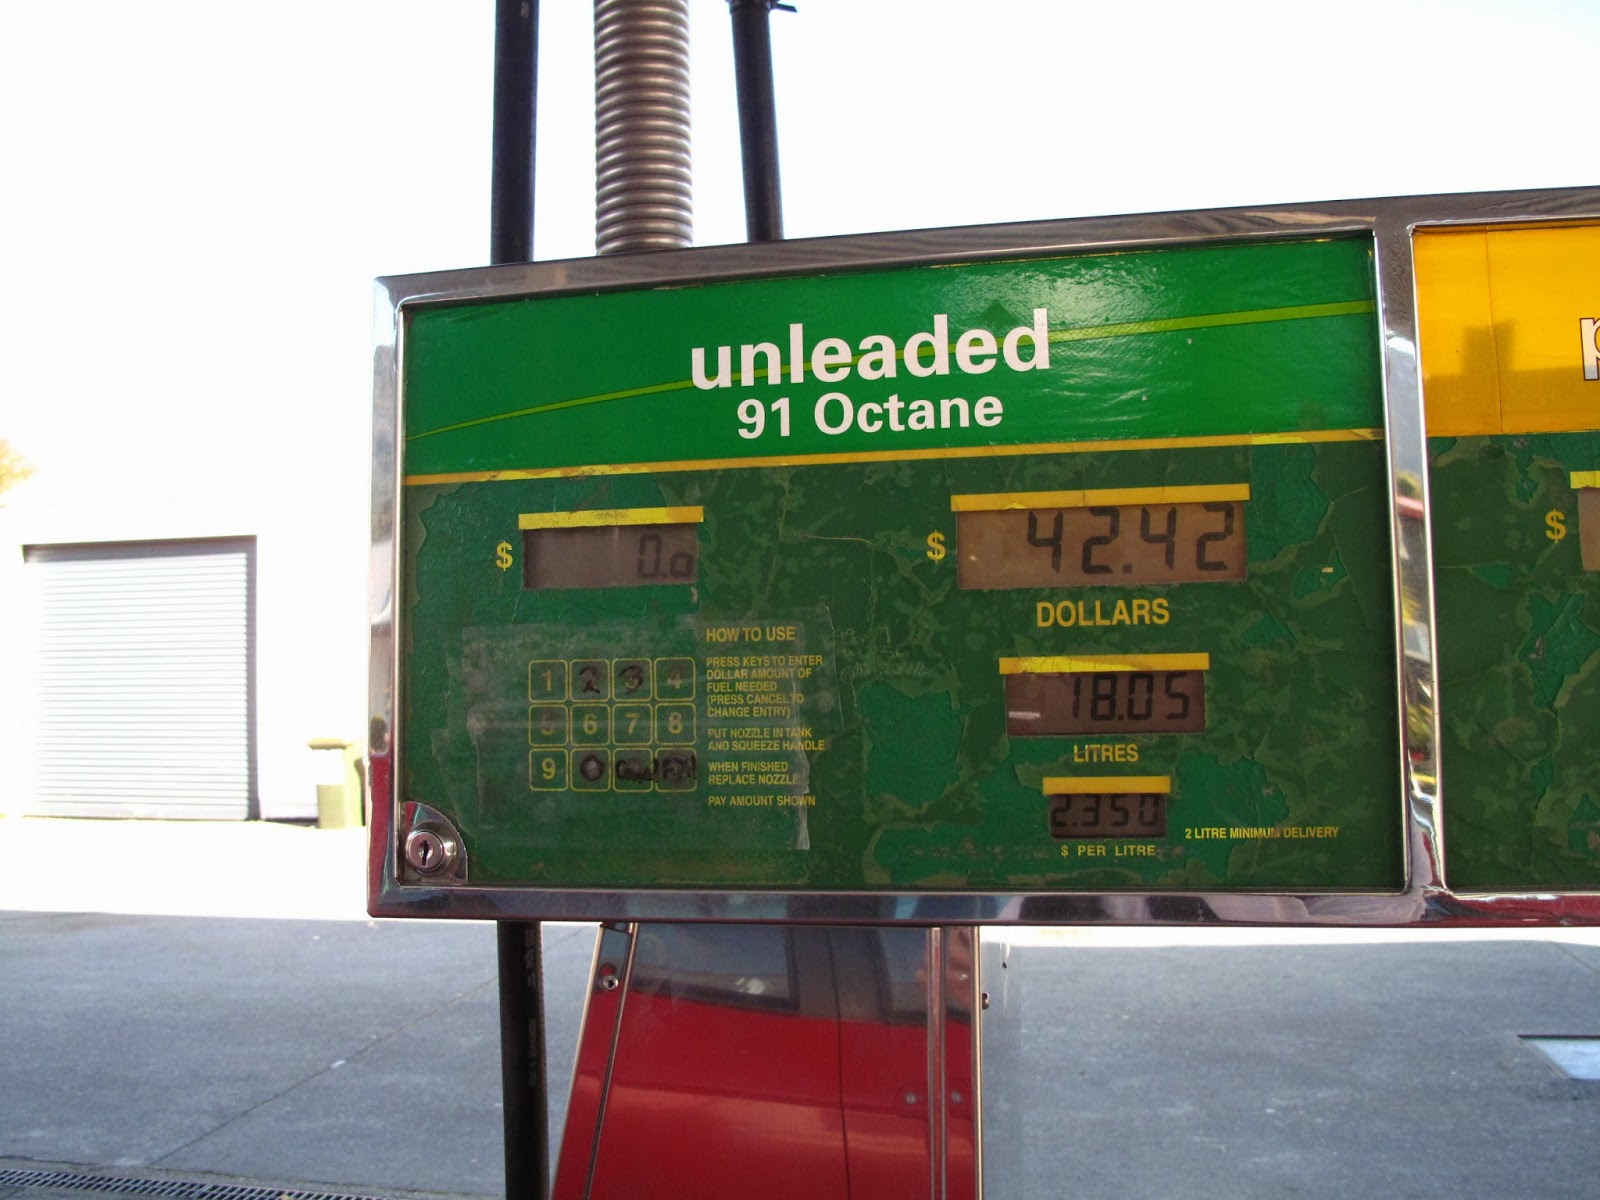 unleaded
91 Octane
$ 0.0
$ 42.42
DOLLARS
18.05
LITRES
2.350
$ PER LITRE
2 LITRE MINIMUM DELIVERY
HOW TO USE
PRESS KEYS TO ENTER
DOLLAR AMOUNT OF
FUEL NEEDED
(PRESS CANCEL TO
CHANGE ENTRY)
PUT NOZZLE IN TANK
AND SQUEEZE HANDLE
WHEN FINISHED
REPLACE NOZZLE
PAY AMOUNT SHOWN
1 2 3 4
5 6 7 8
9 0
p
$